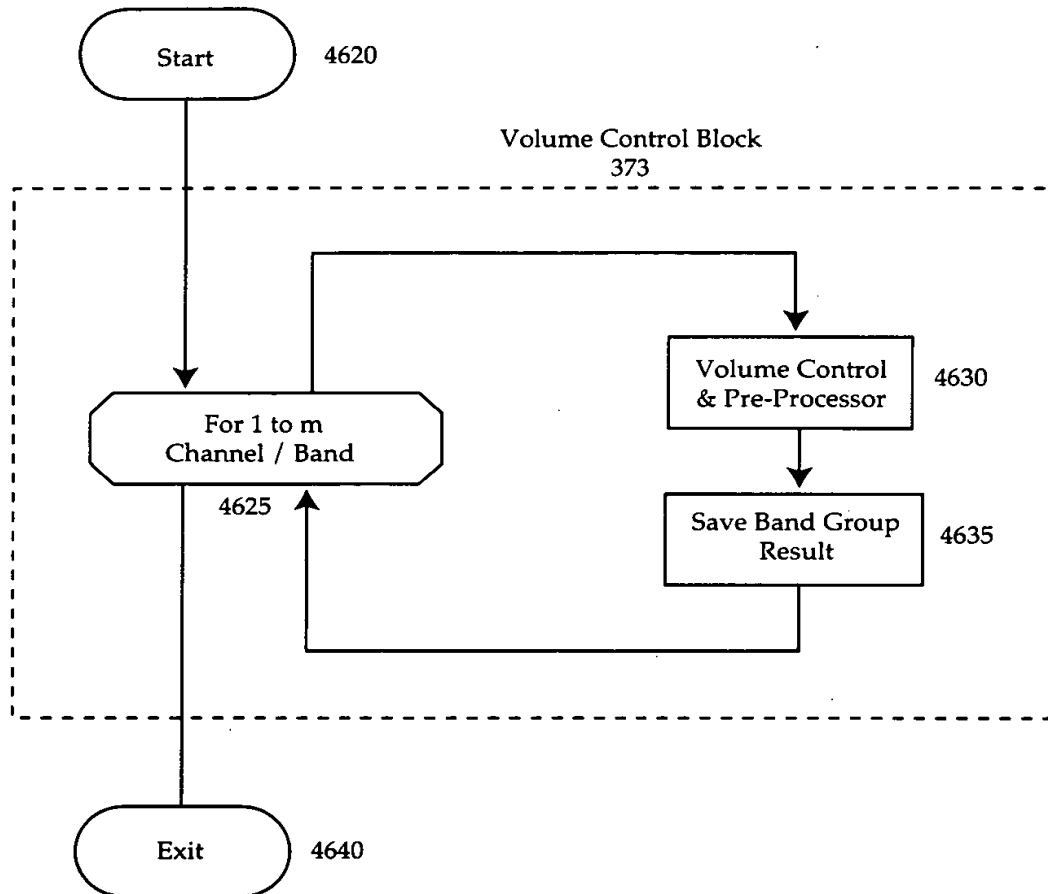 Start
4620
Volume Control Block
373
For 1 to m
Channel / Band
4625
Volume Control
& Pre-Processor
4630
Save Band Group
Result
4635
Exit
4640